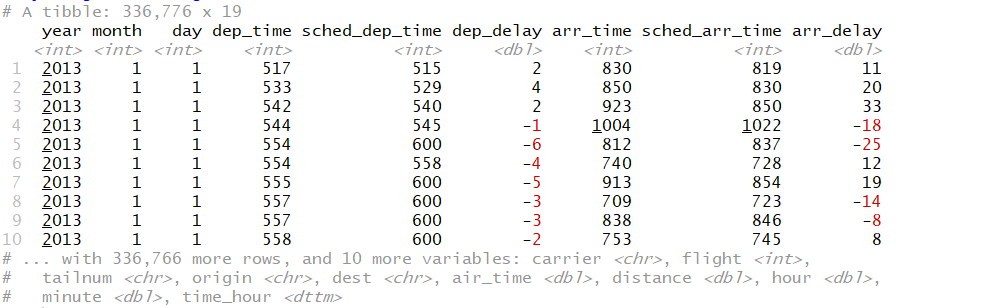 # A tibble: 336,776 x 19
year month day dep_time sched_dep_time dep_delay arr_time sched_arr_time arr_delay
<int> <int> <int> <int> <int> <dbl> <int> <int> <dbl>
1 2013 1 1 517 515 2 830 819 11
2 2013 1 1 533 529 4 850 830 20
3 2013 1 1 542 540 2 923 850 33
4 2013 1 1 544 545 -1 1004 1022 -18
5 2013 1 1 554 600 -6 812 837 -25
6 2013 1 1 554 558 -4 740 728 12
7 2013 1 1 555 600 -5 913 854 19
8 2013 1 1 557 600 -3 709 723 -14
9 2013 1 1 557 600 -3 838 846 -8
10 2013 1 1 558 600 -2 753 745 8
# ... with 336,766 more rows, and 10 more variables: carrier <chr>, flight <int>,
# tailnum <chr>, origin <chr>, dest <chr>, air_time <dbl>, distance <dbl>, hour <dbl>,
# minute <dbl>, time_hour <dttm>